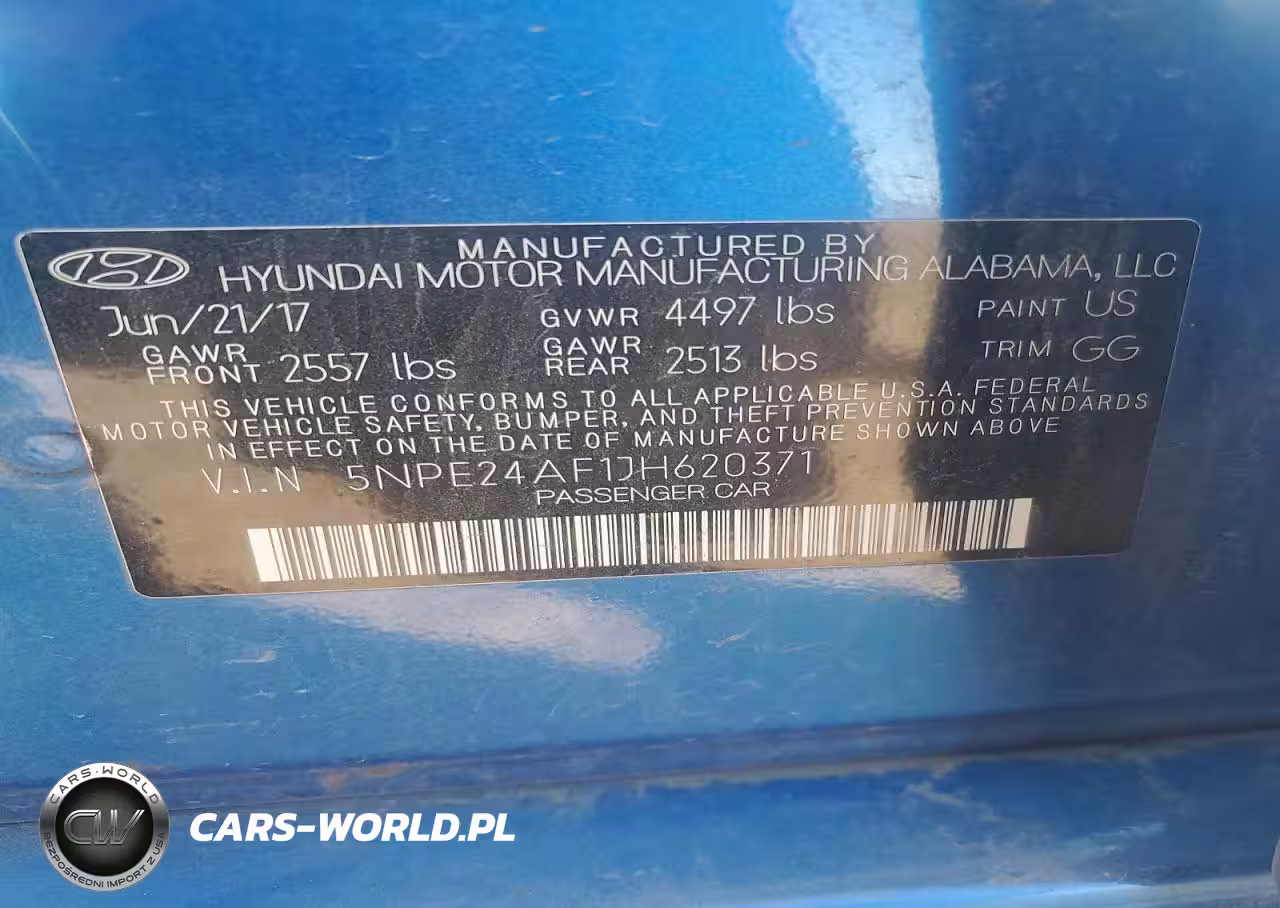 MANUFACTURED BY
HYUNDAI MOTOR MANUFACTURING ALABAMA, LLC
Jun/21/17 GVWR 4497 lbs PAINT US
GAWR FRONT 2557 lbs GAWR REAR 2513 lbs TRIM GG
THIS VEHICLE CONFORMS TO ALL APPLICABLE U.S.A. FEDERAL
MOTOR VEHICLE SAFETY, BUMPER, AND THEFT PREVENTION STANDARDS
IN EFFECT ON THE DATE OF MANUFACTURE SHOWN ABOVE
V.I.N 5NPE24AF1JH620371
PASSENGER CAR
CARS-WORLD
CW
BEZPOŚREDNI IMPORT Z USA
CARS-WORLD.PL